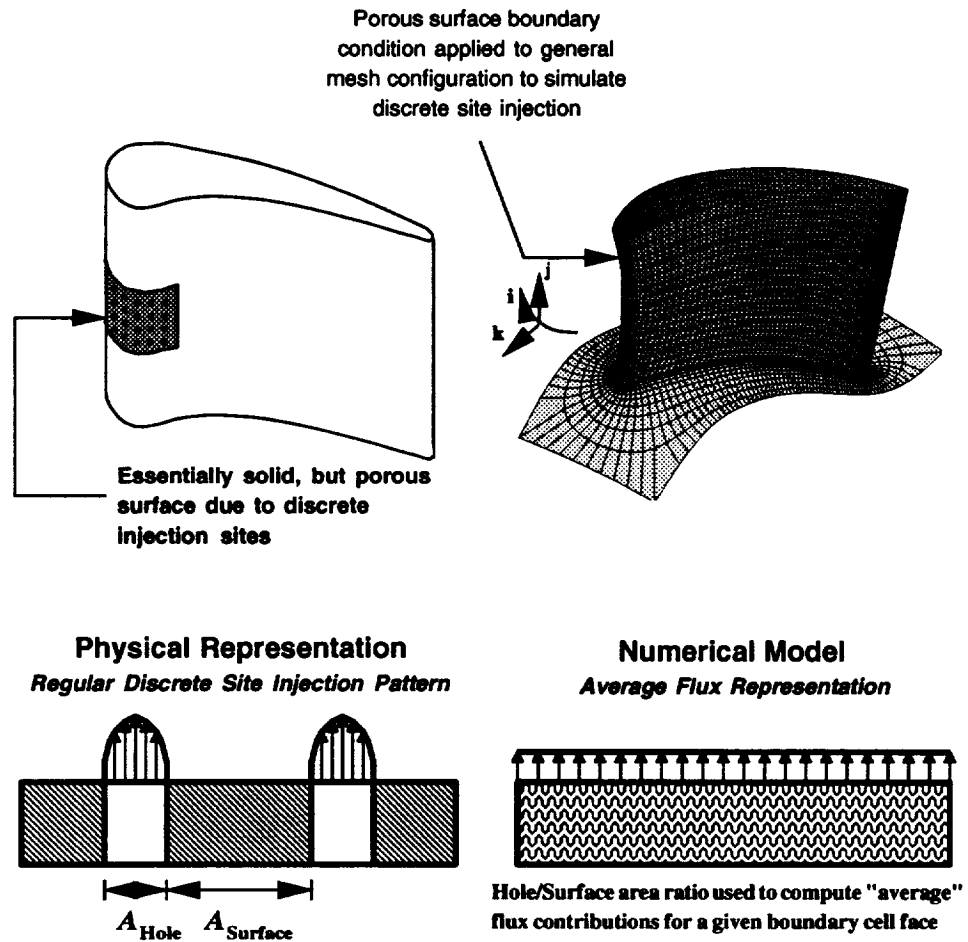 Porous surface boundary
condition applied to general
mesh configuration to simulate
discrete site injection
j
i
k
Essentially solid, but porous
surface due to discrete
injection sites
Physical Representation
Regular Discrete Site Injection Pattern
A Hole
A Surface
Numerical Model
Average Flux Representation
Hole/Surface area ratio used to compute "average"
flux contributions for a given boundary cell face